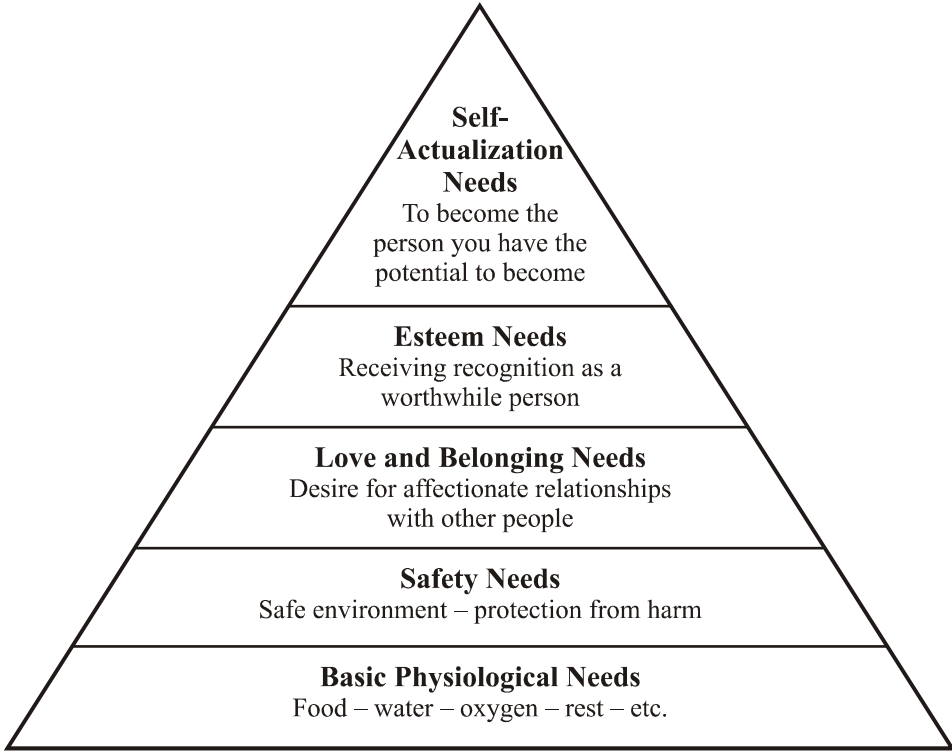 Self-
Actualization
Needs
To become the
person you have the
potential to become
Esteem Needs
Receiving recognition as a
worthwhile person
Love and Belonging Needs
Desire for affectionate relationships
with other people
Safety Needs
Safe environment – protection from harm
Basic Physiological Needs
Food – water – oxygen – rest – etc.